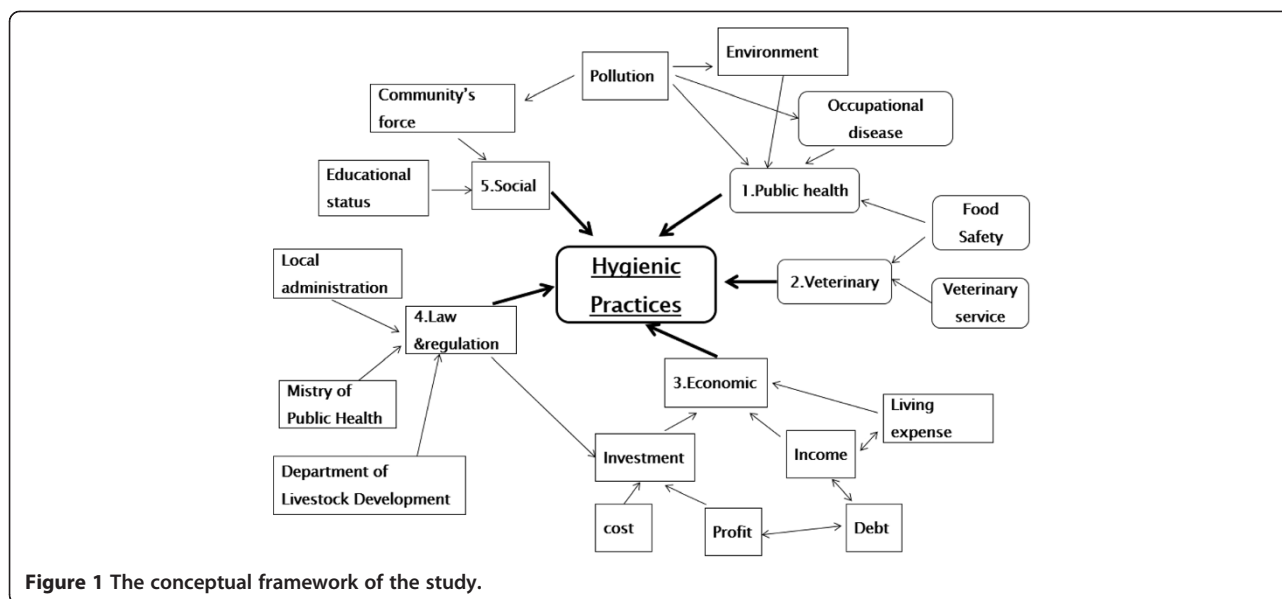 Environment
Pollution
Community's
force
Occupational
disease
Educational
status
5.Social
1.Public health
Food
Safety
Hygienic
Practices
Local
administration
2.Veterinary
Veterinary
service
4.Law
&regulation
3.Economic
Mistry of
Public Health
Living
expense
Investment
Income
Department of
Livestock Development
cost
Profit
Debt
Figure 1 The conceptual framework of the study.